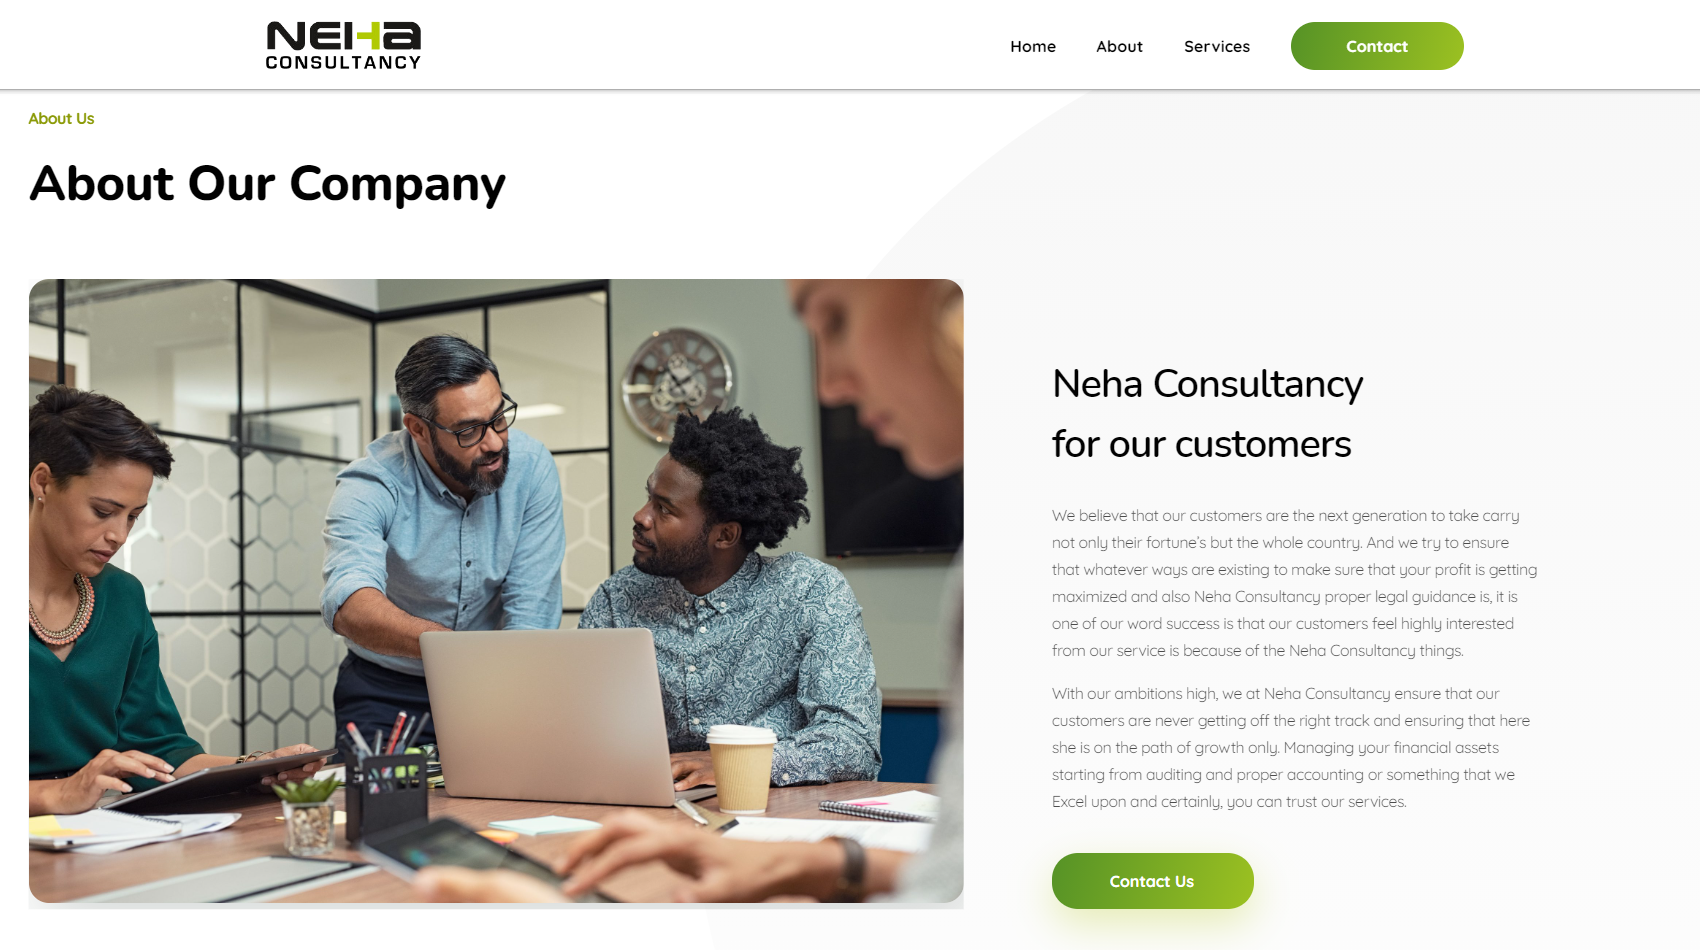 NEHA
CONSULTANCY
Home About Services Contact
About Us
About Our Company
Neha Consultancy
for our customers
We believe that our customers are the next generation to take carry
not only their fortune's but the whole country. And we try to ensure
that whatever ways are existing to make sure that your profit is getting
maximized and also Neha Consultancy proper legal guidance is, it is
one of our word success is that our customers feel highly interested
from our service is because of the Neha Consultancy things.
With our ambitions high, we at Neha Consultancy ensure that our
customers are never getting off the right track and ensuring that here
she is on the path of growth only. Managing your financial assets
starting from auditing and proper accounting or something that we
Excel upon and certainly, you can trust our services.
Contact Us